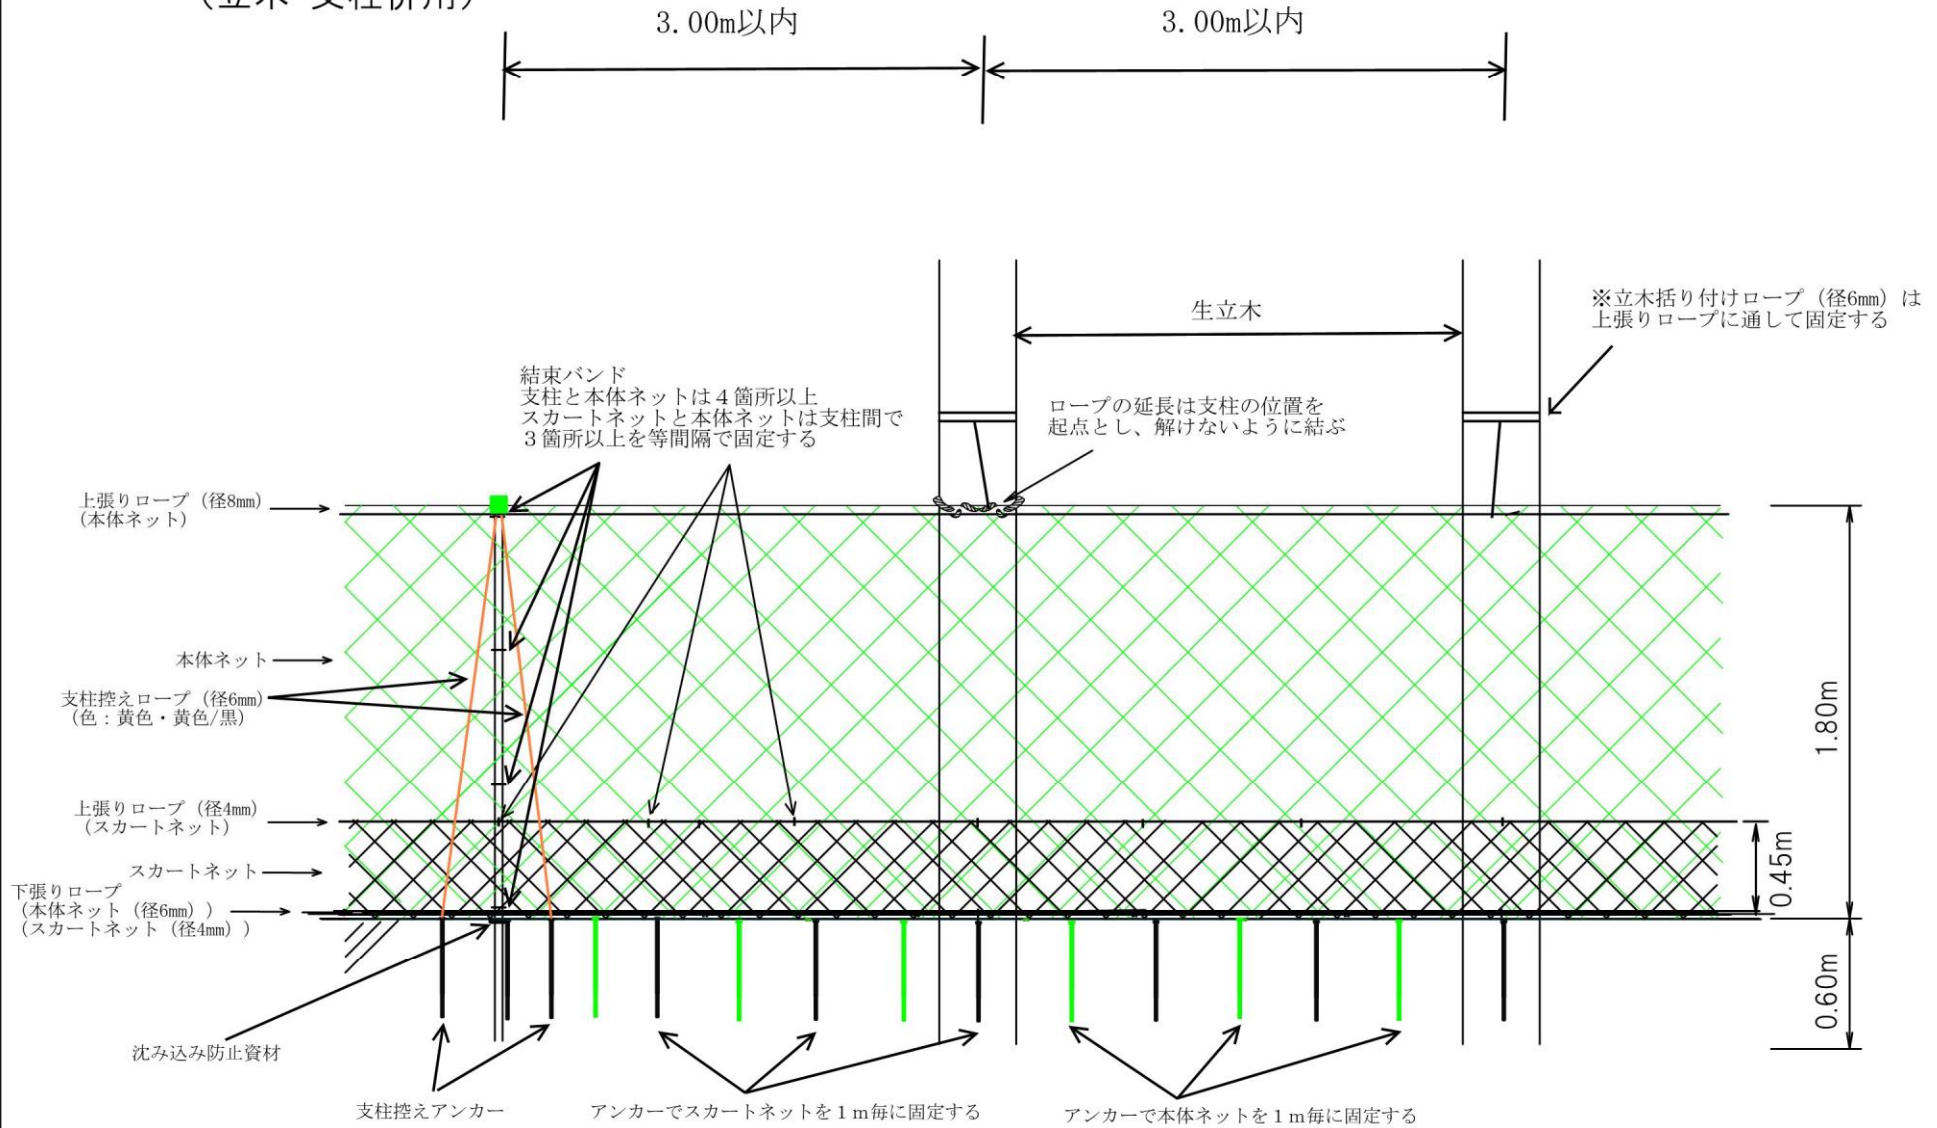 （立木・支柱併用）
3.00m以内
3.00m以内
生立木
※立木括り付けロープ（径6mm）は
上張りロープに通して固定する
結束バンド
支柱と本体ネットは４箇所以上
スカートネットと本体ネットは支柱間で
３箇所以上を等間隔で固定する
ロープの延長は支柱の位置を
起点とし、解けないように結ぶ
上張りロープ（径8mm）
（本体ネット）
本体ネット
支柱控えロープ（径6mm）
（色：黄色・黄色/黒）
1.80m
上張りロープ（径4mm）
（スカートネット）
0.45m
スカートネット
下張りロープ
（本体ネット（径6mm））
（スカートネット（径4mm））
0.60m
沈み込み防止資材
支柱控えアンカー
アンカーでスカートネットを１ｍ毎に固定する
アンカーで本体ネットを１ｍ毎に固定する